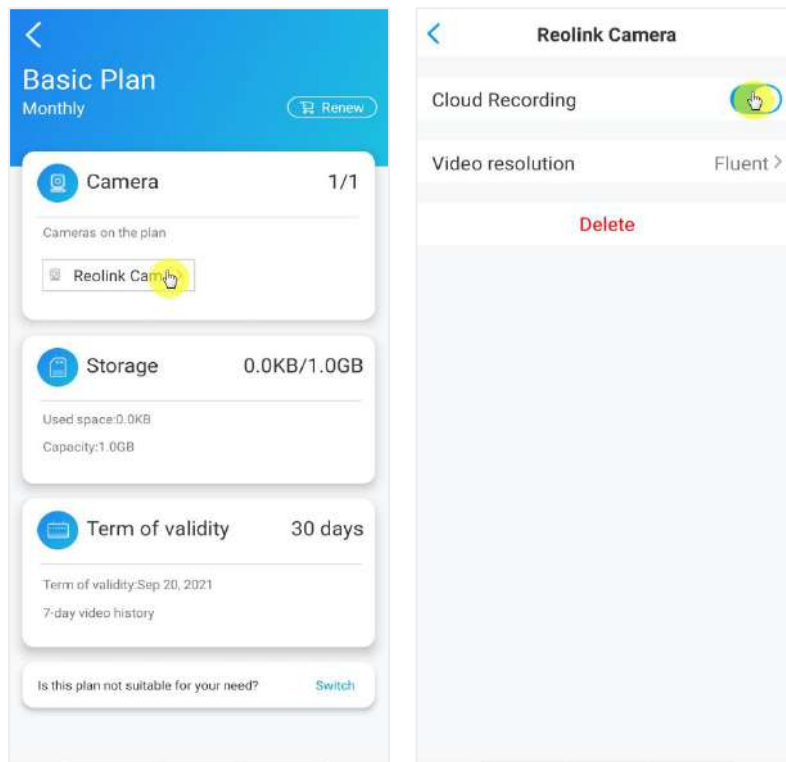 Basic Plan
Monthly
Renew
Camera 1/1
Cameras on the plan
Reolink Cam
Storage 0.0KB/1.0GB
Used space:0.0KB
Capacity:1.0GB
Term of validity 30 days
Term of validity:Sep 20, 2021
7-day video history
Is this plan not suitable for your need? Switch
Reolink Camera
Cloud Recording
Video resolution Fluent >
Delete